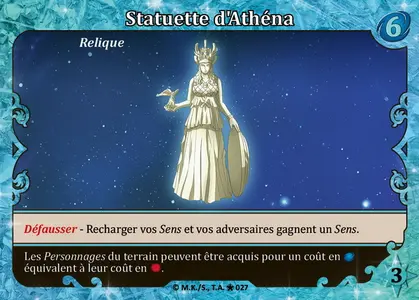 Statuette d'Athéna
6
Relique
Défausser - Recharger vos Sens et vos adversaires gagnent un Sens.
Les Personnages du terrain peuvent être acquis pour un coût en
équivalent à leur coût en .
3
© M.K./S., T.A. ★027